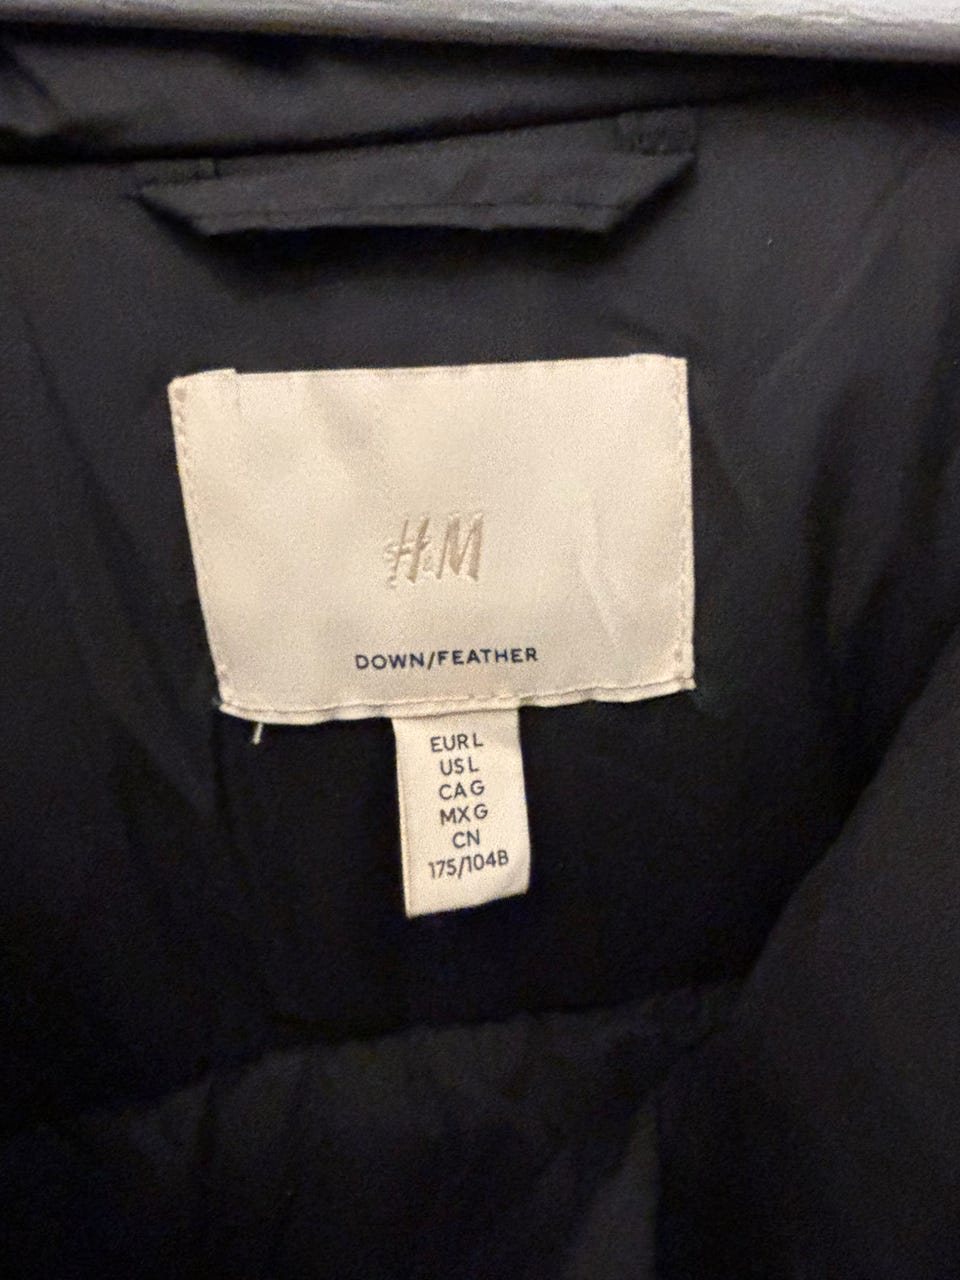 H&M
DOWN/FEATHER
EUR L
US L
CA G
MX G
CN
175/104B